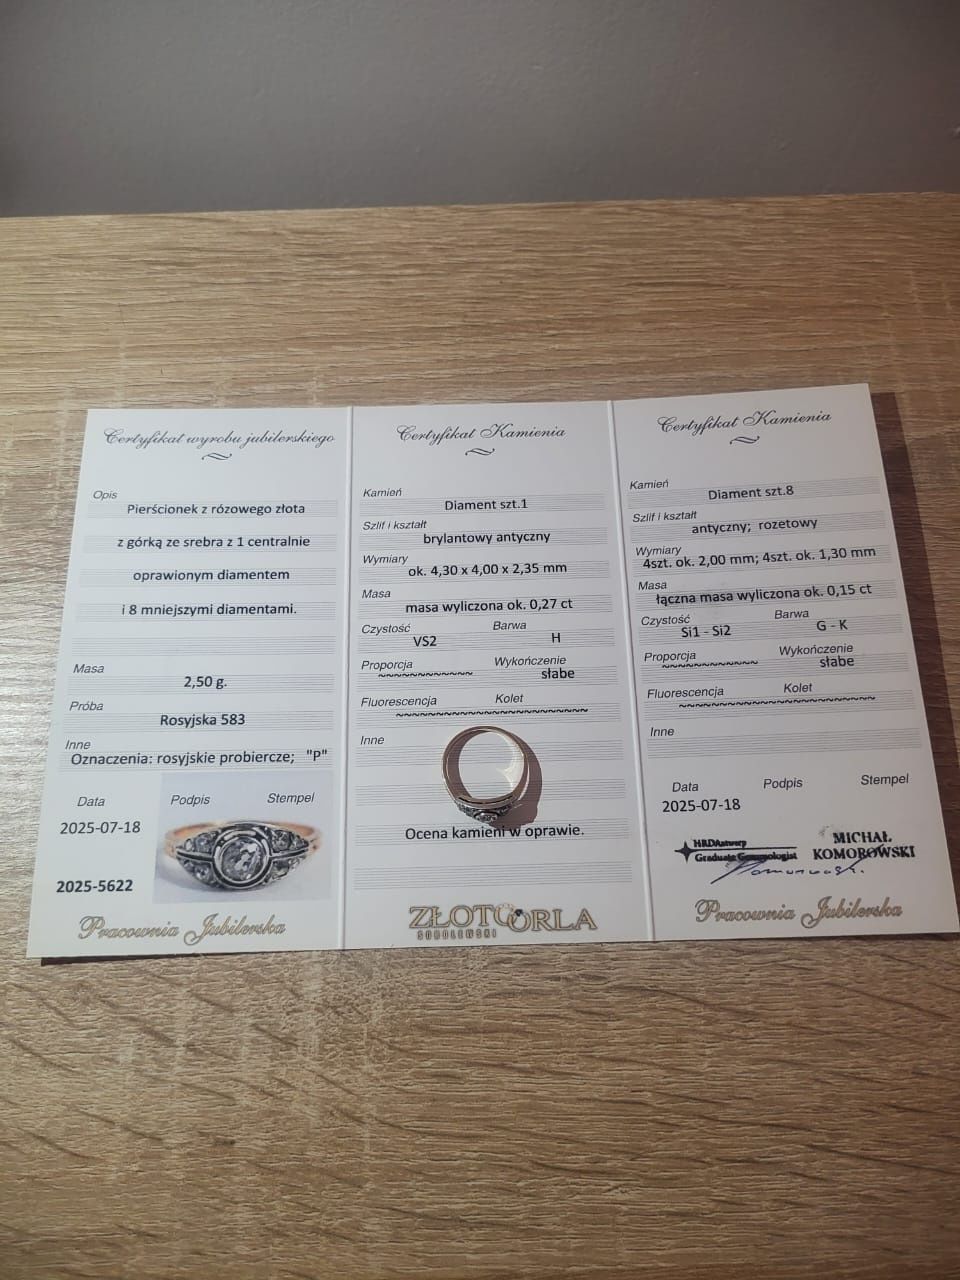 Certyfikat wyrobu jubilerskiego
Opis
Pierścionek z rózowego złota
z górką ze srebra z 1 centralnie
oprawionym diamentem
i 8 mniejszymi diamentami.
Masa
2,50 g.
Próba
Rosyjska 583
Inne
Oznaczenia: rosyjskie probiercze; "P"
Data Podpis Stempel
2025-07-18
2025-5622
Pracownia Jubilerska
Certyfikat Kamienia
Kamień
Diament szt.1
Szlif i kształt
brylantowy antyczny
Wymiary
ok. 4,30 x 4,00 x 2,35 mm
Masa
masa wyliczona ok. 0,27 ct
Czystość Barwa
VS2 H
Proporcja Wykończenie
~~~~~~~~~~~~ słabe
Fluorescencja Kolet
~~~~~~~~~~~~~~~~~~~~~~~~
Inne
Ocena kamieni w oprawie.
ZŁOTO ORLA
SOBOLEWSKI
Certyfikat Kamienia
Kamień
Diament szt.8
Szlif i kształt
antyczny; rozetowy
Wymiary
4szt. ok. 2,00 mm; 4szt. ok. 1,30 mm
Masa
łączna masa wyliczona ok. 0,15 ct
Czystość Barwa
Si1 - Si2 G - K
Proporcja Wykończenie
~~~~~~~~~~~~ słabe
Fluorescencja Kolet
~~~~~~~~~~~~~~~~~~~~~~~~
Inne
Data Podpis Stempel
2025-07-18
HRDAntwerp
Graduate Gemmologist
MICHAŁ
KOMOROWSKI
Pracownia Jubilerska